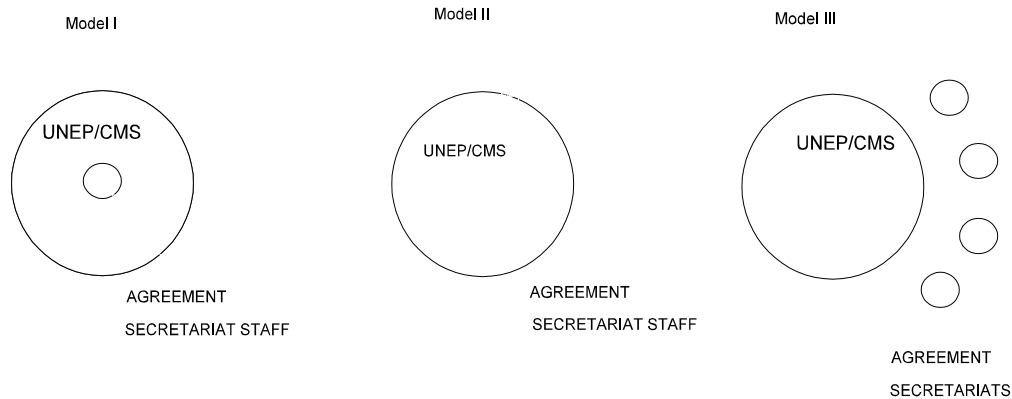 Model I
UNEP/CMS
AGREEMENT
SECRETARIAT STAFF
Model II
UNEP/CMS
AGREEMENT
SECRETARIAT STAFF
Model III
UNEP/CMS
AGREEMENT
SECRETARIATS